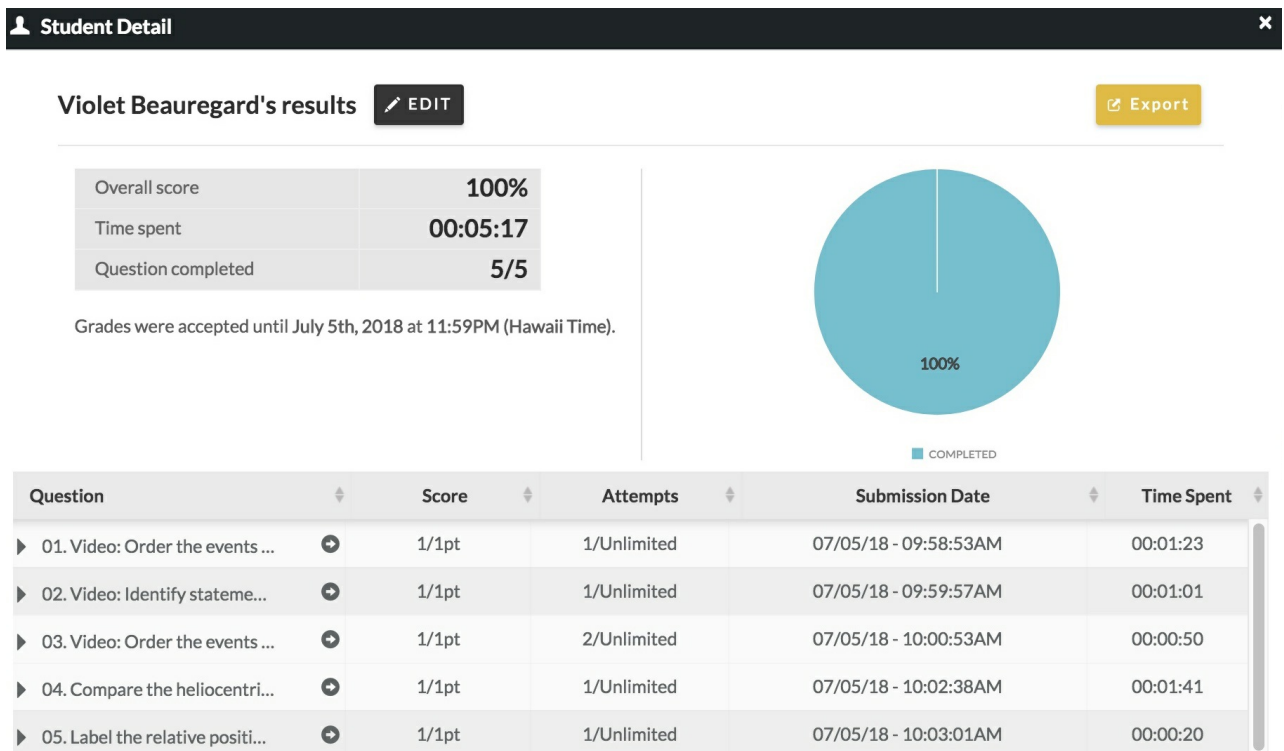 Student Detail ×
Violet Beauregard's results EDIT Export
Overall score 100%
Time spent 00:05:17
Question completed 5/5
Grades were accepted until July 5th, 2018 at 11:59PM (Hawaii Time).
100%
COMPLETED
Question Score Attempts Submission Date Time Spent
01. Video: Order the events ... 1/1pt 1/Unlimited 07/05/18 - 09:58:53AM 00:01:23
02. Video: Identify stateme... 1/1pt 1/Unlimited 07/05/18 - 09:59:57AM 00:01:01
03. Video: Order the events ... 1/1pt 2/Unlimited 07/05/18 - 10:00:53AM 00:00:50
04. Compare the heliocentri... 1/1pt 1/Unlimited 07/05/18 - 10:02:38AM 00:01:41
05. Label the relative positi... 1/1pt 1/Unlimited 07/05/18 - 10:03:01AM 00:00:20